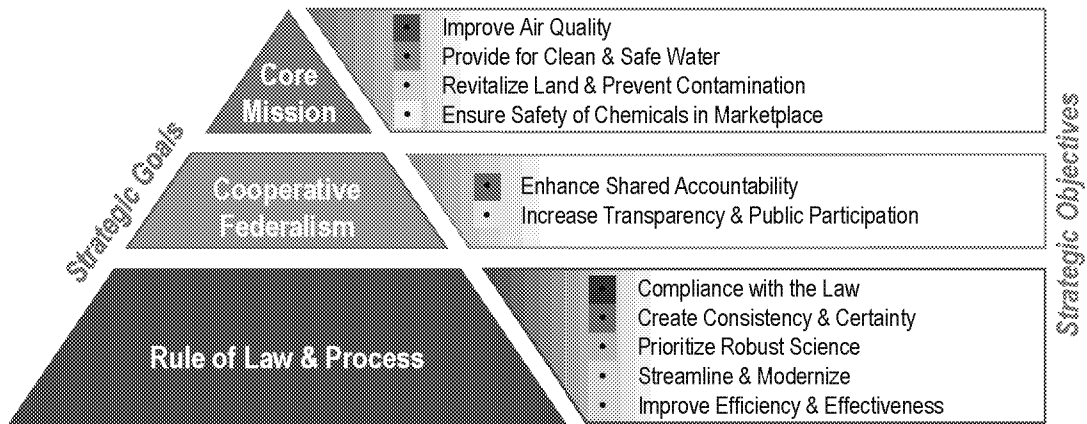 Strategic Goals
Core
Mission
• Improve Air Quality
• Provide for Clean & Safe Water
• Revitalize Land & Prevent Contamination
• Ensure Safety of Chemicals in Marketplace
Cooperative
Federalism
• Enhance Shared Accountability
• Increase Transparency & Public Participation
Rule of Law & Process
• Compliance with the Law
• Create Consistency & Certainty
• Prioritize Robust Science
• Streamline & Modernize
• Improve Efficiency & Effectiveness
Strategic Objectives